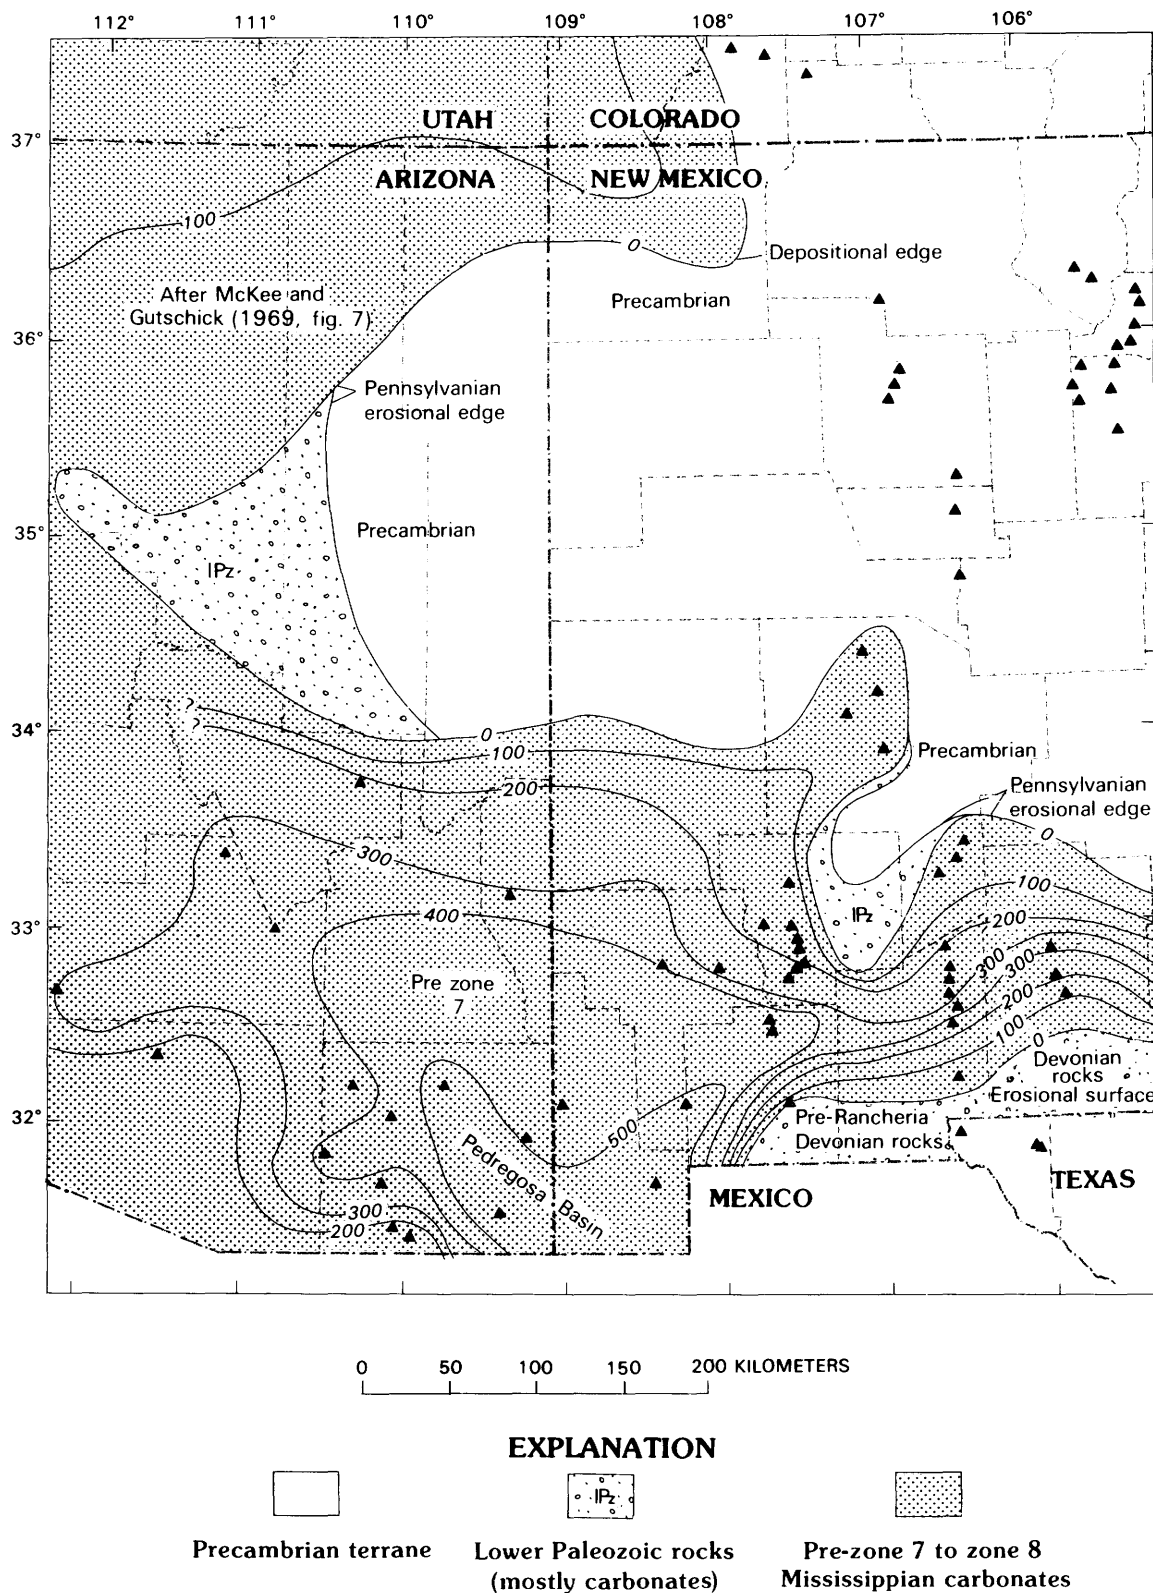 112° 111° 110° 109° 108° 107° 106°
37°
36°
35°
34°
33°
32°
UTAH COLORADO
ARIZONA NEW MEXICO
100
0
Depositional edge
After McKee and
Gutschick (1969, fig. 7)
Precambrian
Pennsylvanian
erosional edge
Precambrian
IPz
?
?
0
100
200
Precambrian
Pennsylvanian
erosional edge
0
300
100
IPz
400
200
300
300
Pre zone
7
200
100
0
Devonian
rocks
Erosional surface
500
Pre-Rancheria
Devonian rocks
Pedregosa Basin
MEXICO
TEXAS
300
200
0 50 100 150 200 KILOMETERS
EXPLANATION
IPz
Precambrian terrane
Lower Paleozoic rocks
(mostly carbonates)
Pre-zone 7 to zone 8
Mississippian carbonates